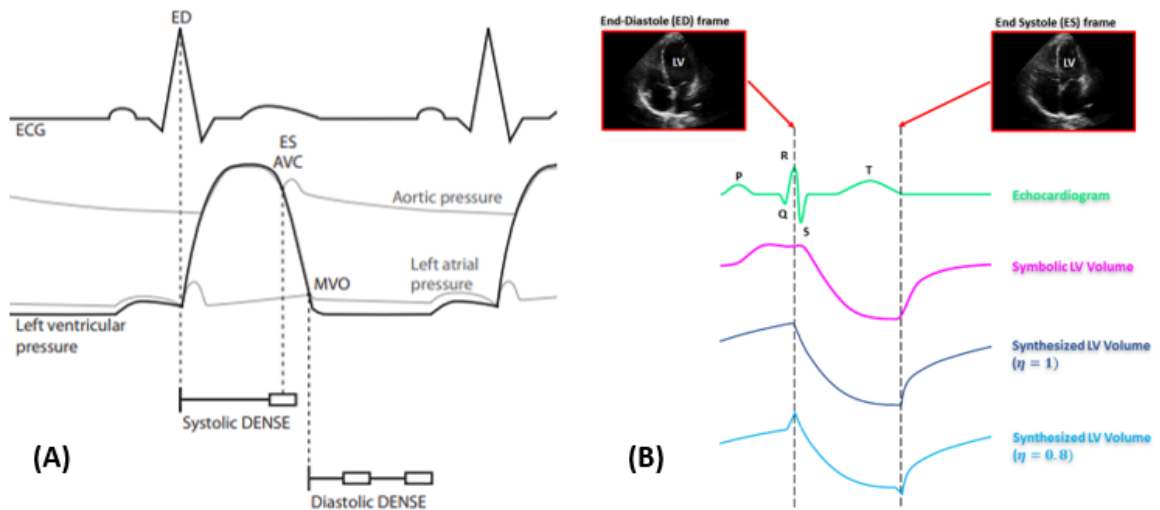 ED
ECG
ES
AVC
Aortic pressure
Left atrial
pressure
MVO
Left ventricular
pressure
Systolic DENSE
(A)
Diastolic DENSE
End-Diastole (ED) frame
LV
End Systole (ES) frame
LV
R
P
T
Q
S
Echocardiogram
Symbolic LV Volume
Synthesized LV Volume
(η = 1)
Synthesized LV Volume
(η = 0.8)
(B)